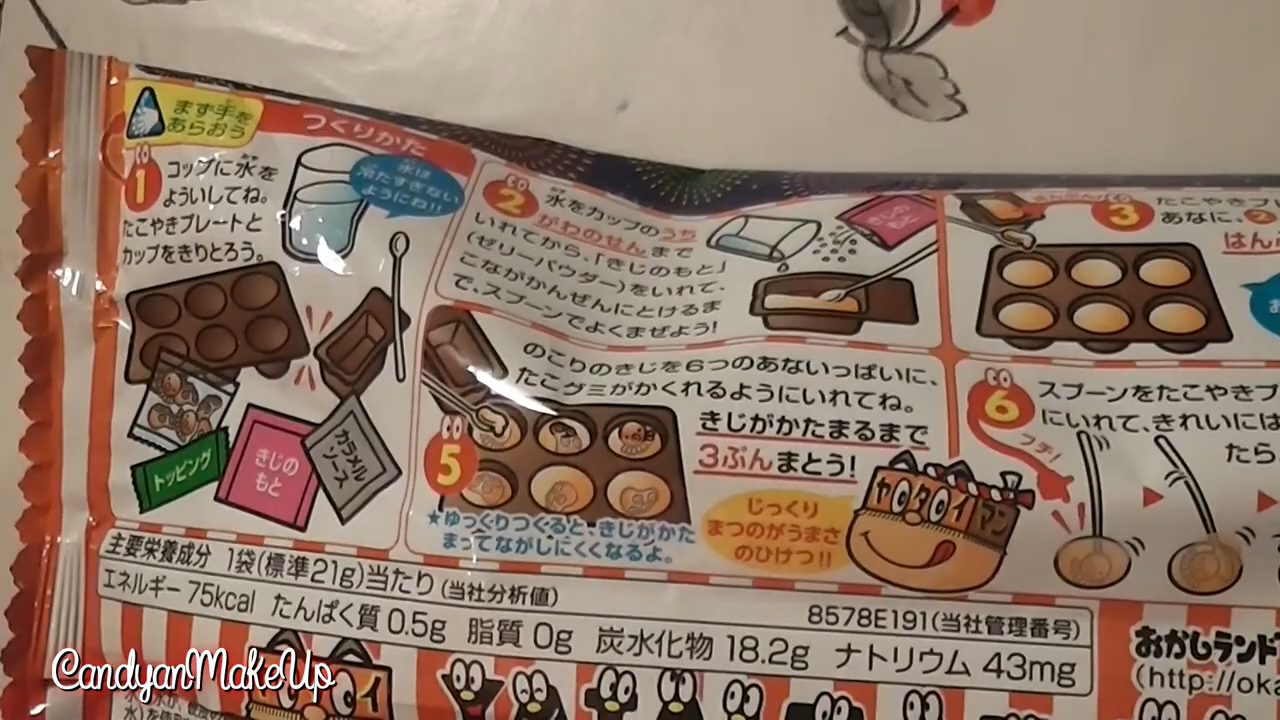 まず手を
あらおう
つくりかた
1
コップに水を
よういしてね。
たこやきプレートと
カップをきりとろう。
水は
冷たすぎない
ようにね!!
トッピング
きじの
もと
カラメル
ソース
2
水をカップのうち
がわのせんまで
いれてから、「きじのもと」
(ゼリーパウダー)をいれて、
こながかんぜんにとけるま
で、スプーンでよくまぜよう!
3
たこやきプ
あなに、2
はん
5
のこりのきじを6つのあないっぱいに、
たこグミがかくれるようにいれてね。
きじがかたまるまで
3ぷんまとう!
★ゆっくりつくると、きじがかた
まってながしにくくなるよ。
じっくり
まつのがうまさ
のひけつ!!
ヤタイマン
6
スプーンをたこやきプ
にいれて、きれいには
たら
プチ!
主要栄養成分 1袋(標準21g)当たり(当社分析値)
エネルギー 75kcal たんぱく質 0.5g 脂質 0g 炭水化物 18.2g ナトリウム 43mg
8578E191(当社管理番号)
おかしランド
(http://oka
CandyanMakeUp